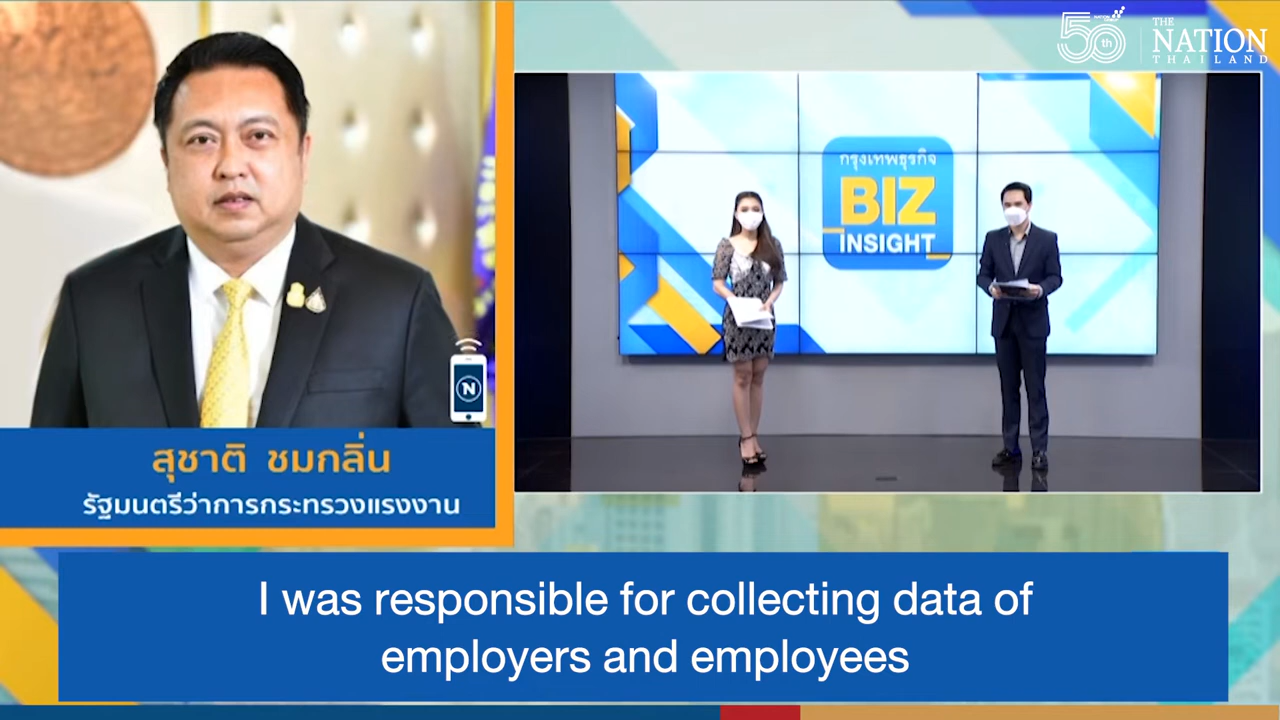 50th
NATION GROUP
THE
NATION
THAILAND
กรุงเทพธุรกิจ
BIZ
INSIGHT
N
สุชาติ ชมกลิ่น
รัฐมนตรีว่าการกระทรวงแรงงาน
I was responsible for collecting data of
employers and employees